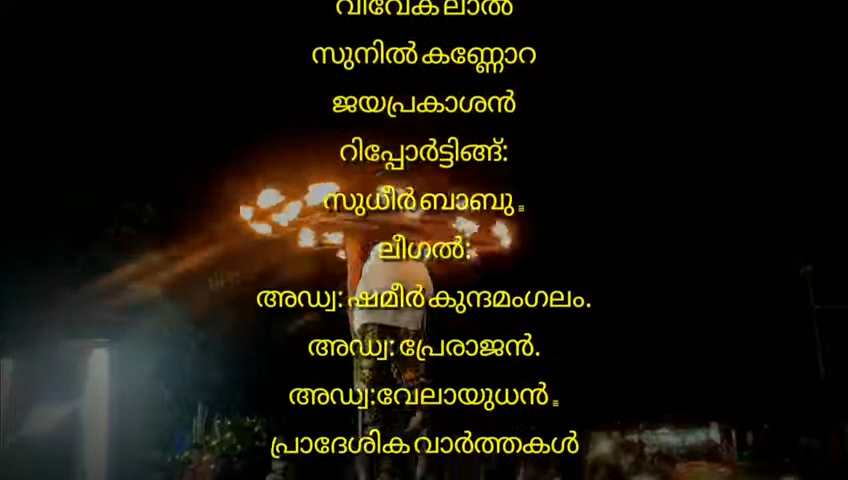 വിവേക് ലാൽ
സുനിൽ കണ്ണോറ
ജയപ്രകാശൻ
റിപ്പോർട്ടിങ്ങ്:
സുധീർ ബാബു.
ലീഗൽ:
അഡ്വ: ഷമീർ കുന്ദമംഗലം.
അഡ്വ: പ്രേരാജൻ.
അഡ്വ:വേലായുധൻ.
പ്രാദേശിക വാർത്തകൾ